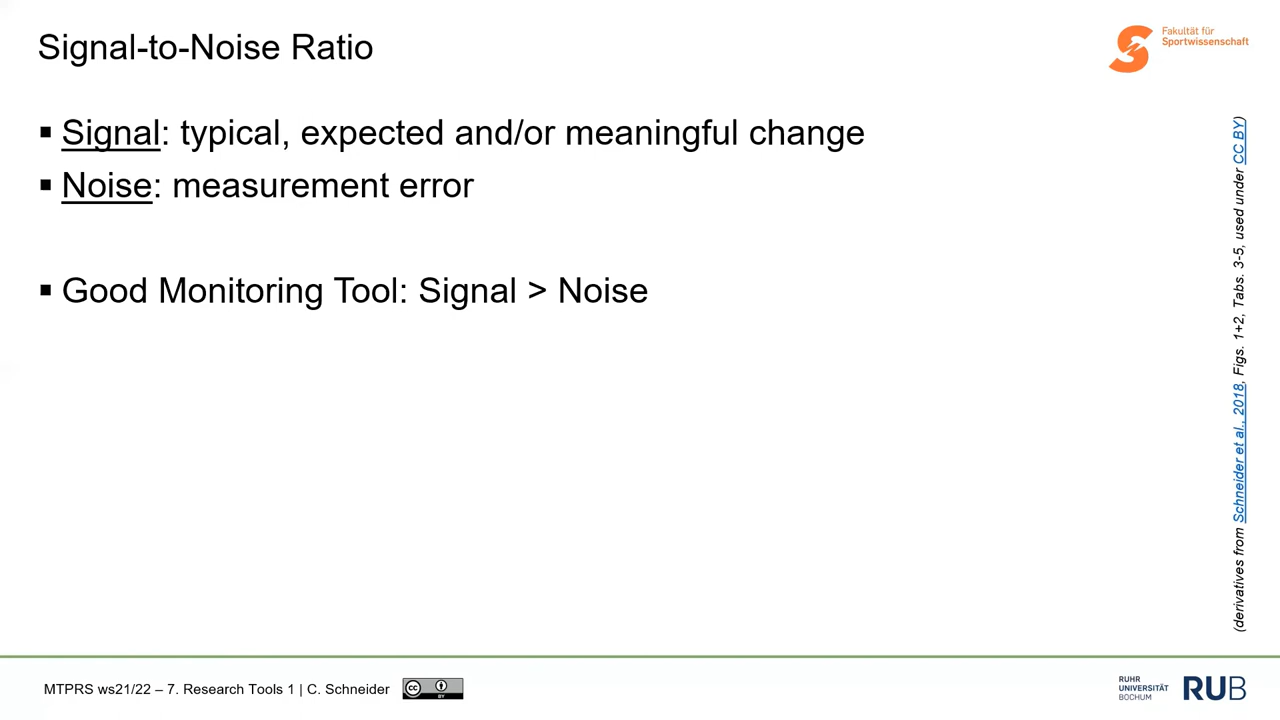 Signal-to-Noise Ratio
Fakultät für
Sportwissenschaft
▪ Signal: typical, expected and/or meaningful change
▪ Noise: measurement error
▪ Good Monitoring Tool: Signal > Noise
(derivatives from Schneider et al., 2018, Figs. 1+2, Tabs. 3-5, used under CC BY)
MTPRS ws21/22 – 7. Research Tools 1 | C. Schneider
cc
BY
RUHR
UNIVERSITÄT
BOCHUM
RUB